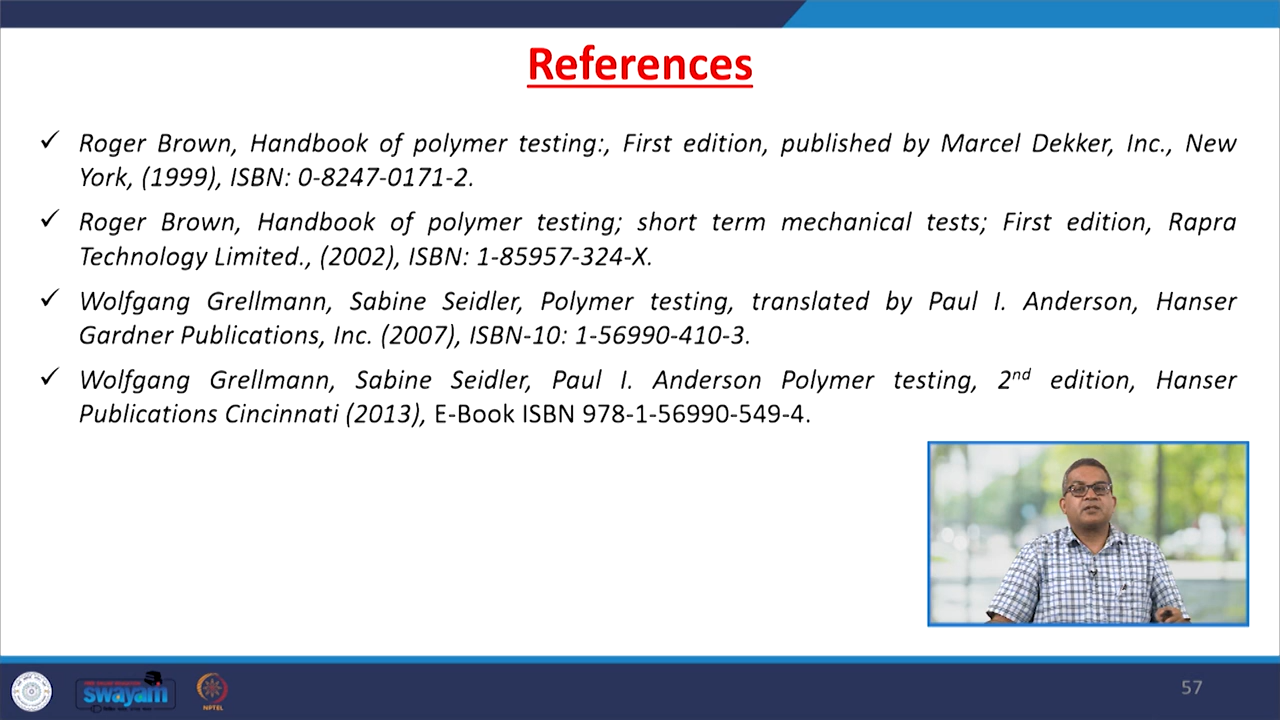 References
✓ Roger Brown, Handbook of polymer testing:, First edition, published by Marcel Dekker, Inc., New
York, (1999), ISBN: 0-8247-0171-2.
✓ Roger Brown, Handbook of polymer testing; short term mechanical tests; First edition, Rapra
Technology Limited., (2002), ISBN: 1-85957-324-X.
✓ Wolfgang Grellmann, Sabine Seidler, Polymer testing, translated by Paul I. Anderson, Hanser
Gardner Publications, Inc. (2007), ISBN-10: 1-56990-410-3.
✓ Wolfgang Grellmann, Sabine Seidler, Paul I. Anderson Polymer testing, 2nd edition, Hanser
Publications Cincinnati (2013), E-Book ISBN 978-1-56990-549-4.
swayam
NPTEL
57